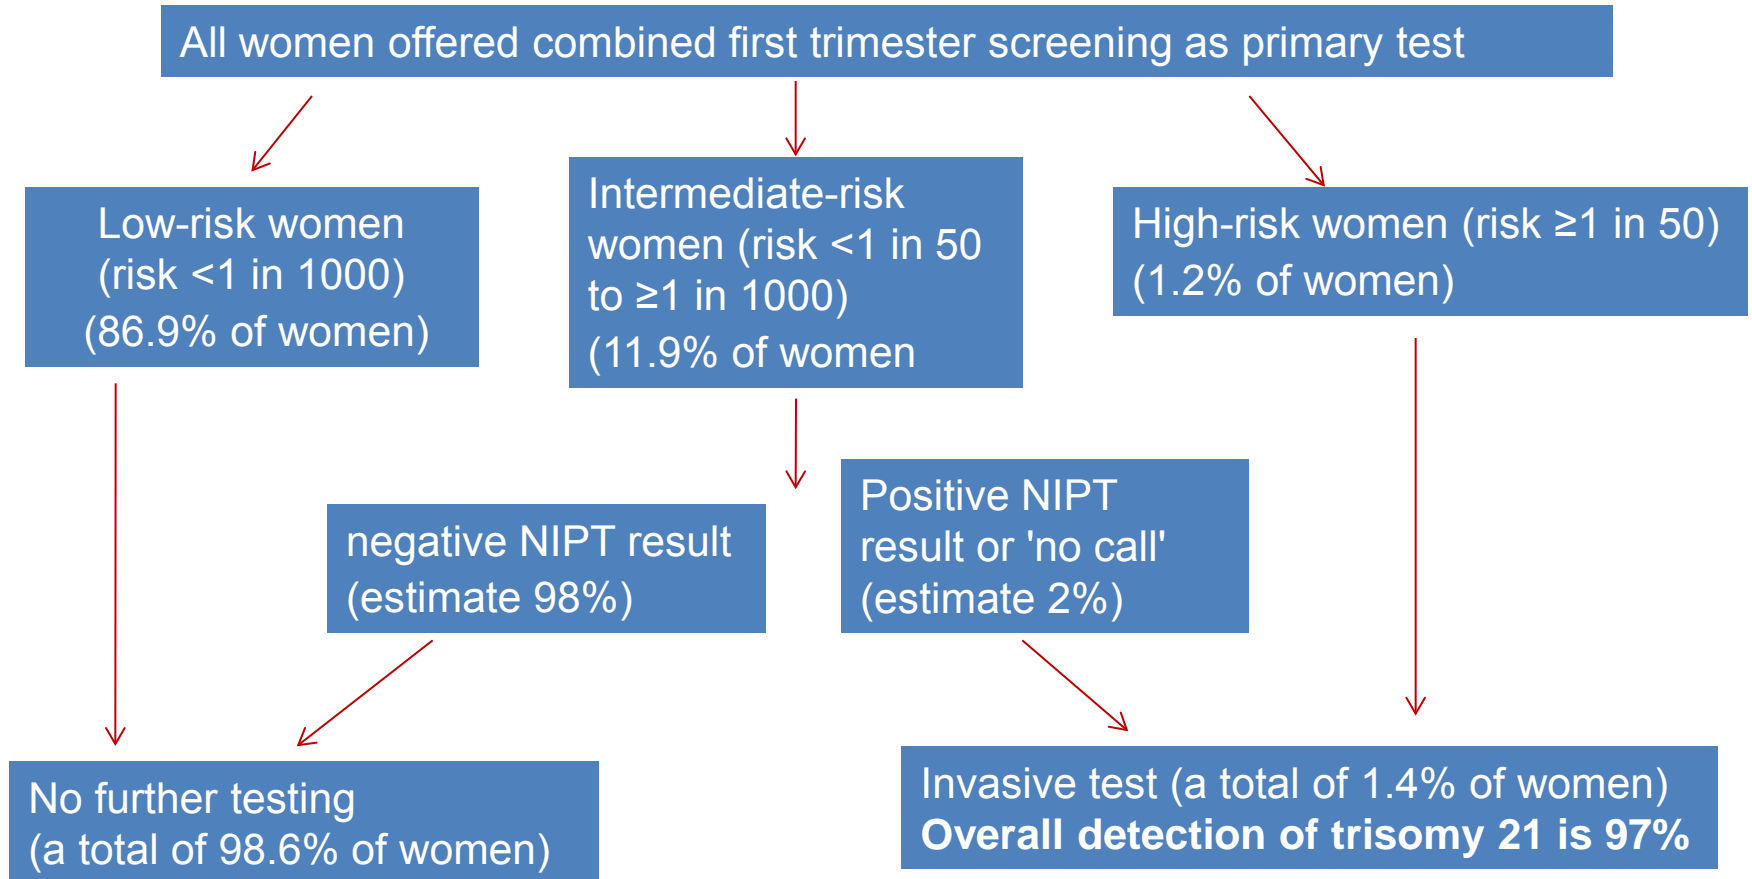 All women offered combined first trimester screening as primary test
Low-risk women
(risk <1 in 1000)
(86.9% of women)
Intermediate-risk
women (risk <1 in 50
to ≥1 in 1000)
(11.9% of women
High-risk women (risk ≥1 in 50)
(1.2% of women)
negative NIPT result
(estimate 98%)
Positive NIPT
result or 'no call'
(estimate 2%)
No further testing
(a total of 98.6% of women)
Invasive test (a total of 1.4% of women)
Overall detection of trisomy 21 is 97%